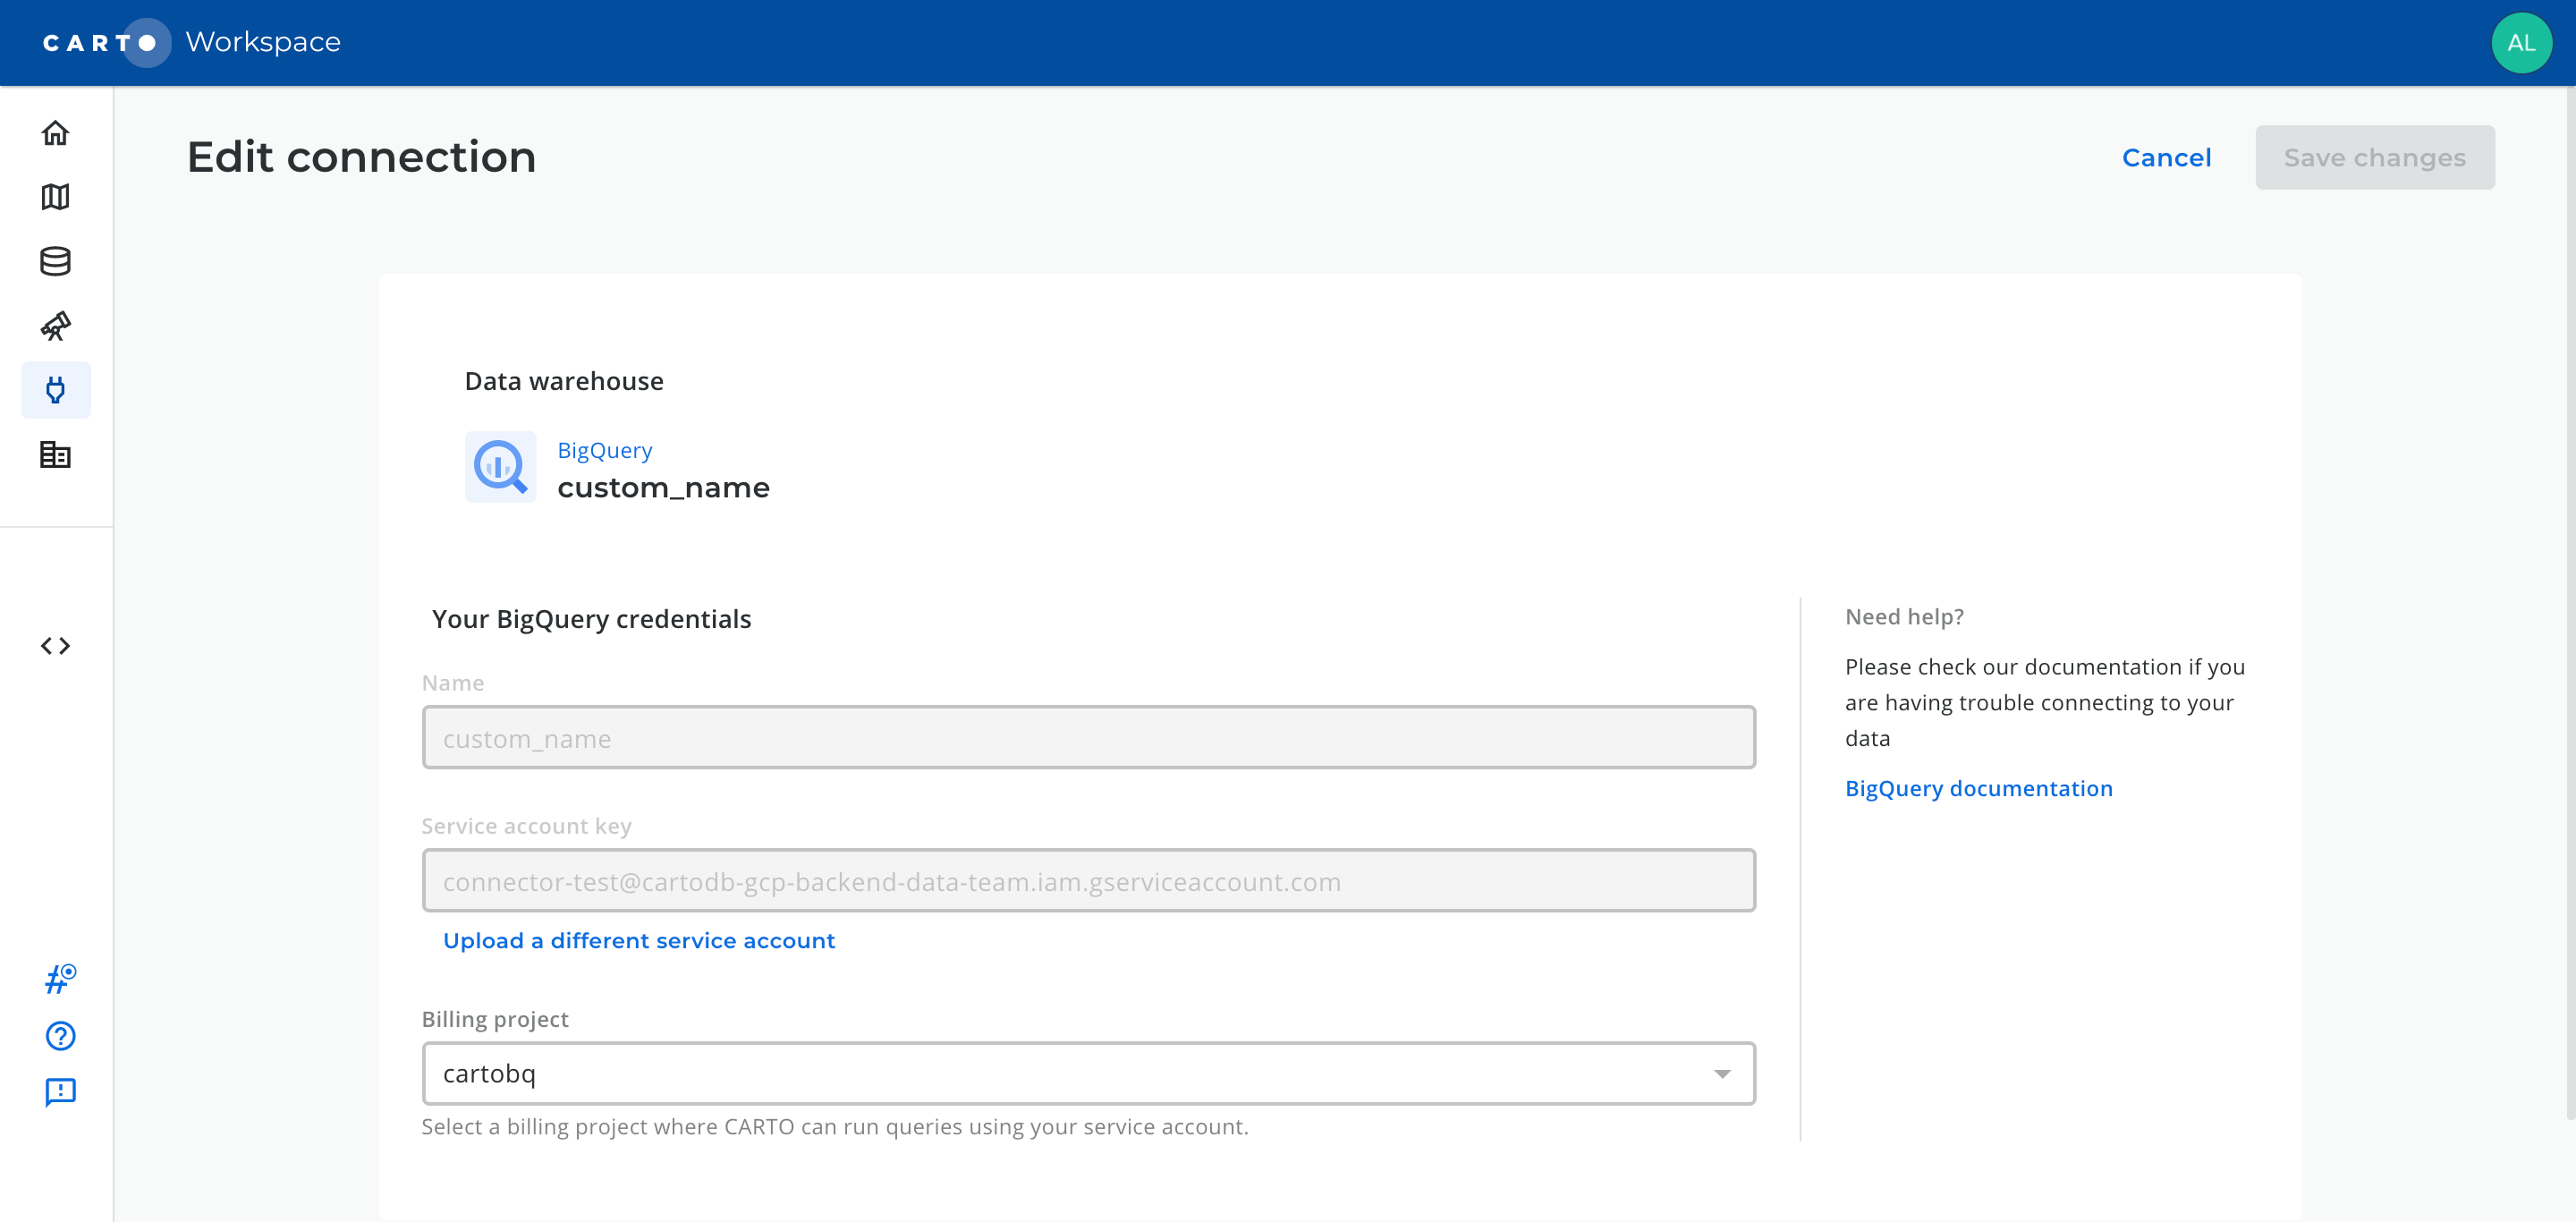 CARTO Workspace
AL
Edit connection
Cancel
Save changes
Data warehouse
BigQuery
custom_name
Your BigQuery credentials
Name
custom_name
Service account key
connector-test@cartodb-gcp-backend-data-team.iam.gserviceaccount.com
Upload a different service account
Billing project
cartobq
Select a billing project where CARTO can run queries using your service account.
Need help?
Please check our documentation if you
are having trouble connecting to your
data
BigQuery documentation